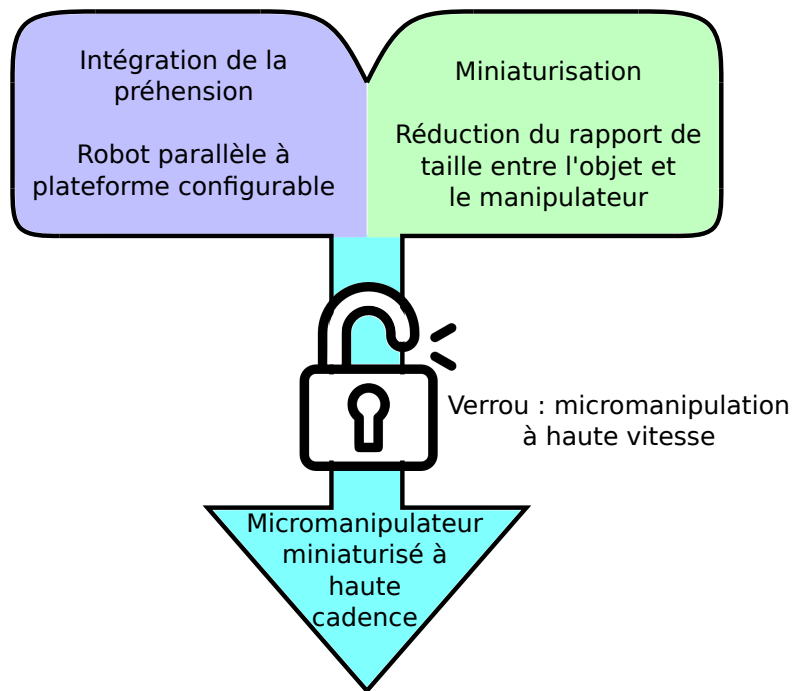 Intégration de la
préhension
Robot parallèle à
plateforme configurable
Miniaturisation
Réduction du rapport de
taille entre l'objet et
le manipulateur
Verrou : micromanipulation
à haute vitesse
Micromanipulateur
miniaturisé à
haute
cadence